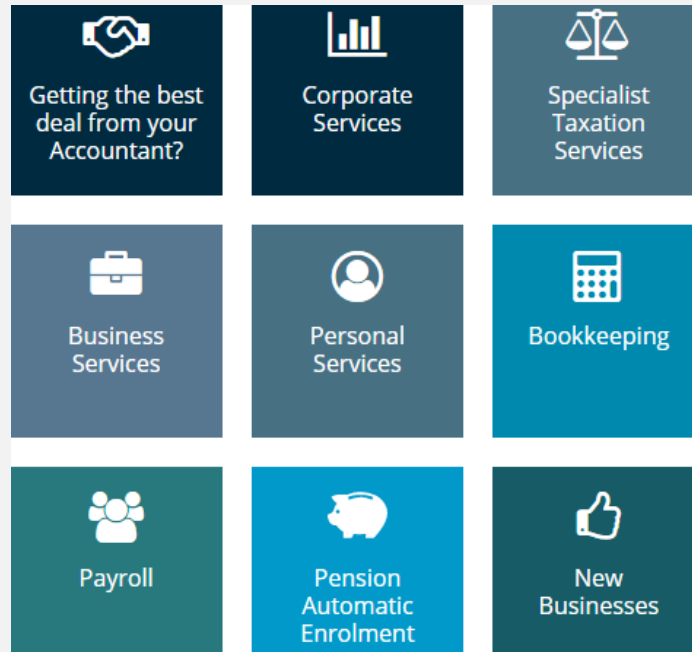 Getting the best
deal from your
Accountant?
Corporate
Services
Specialist
Taxation
Services
Business
Services
Personal
Services
Bookkeeping
Payroll
Pension
Automatic
Enrolment
New
Businesses